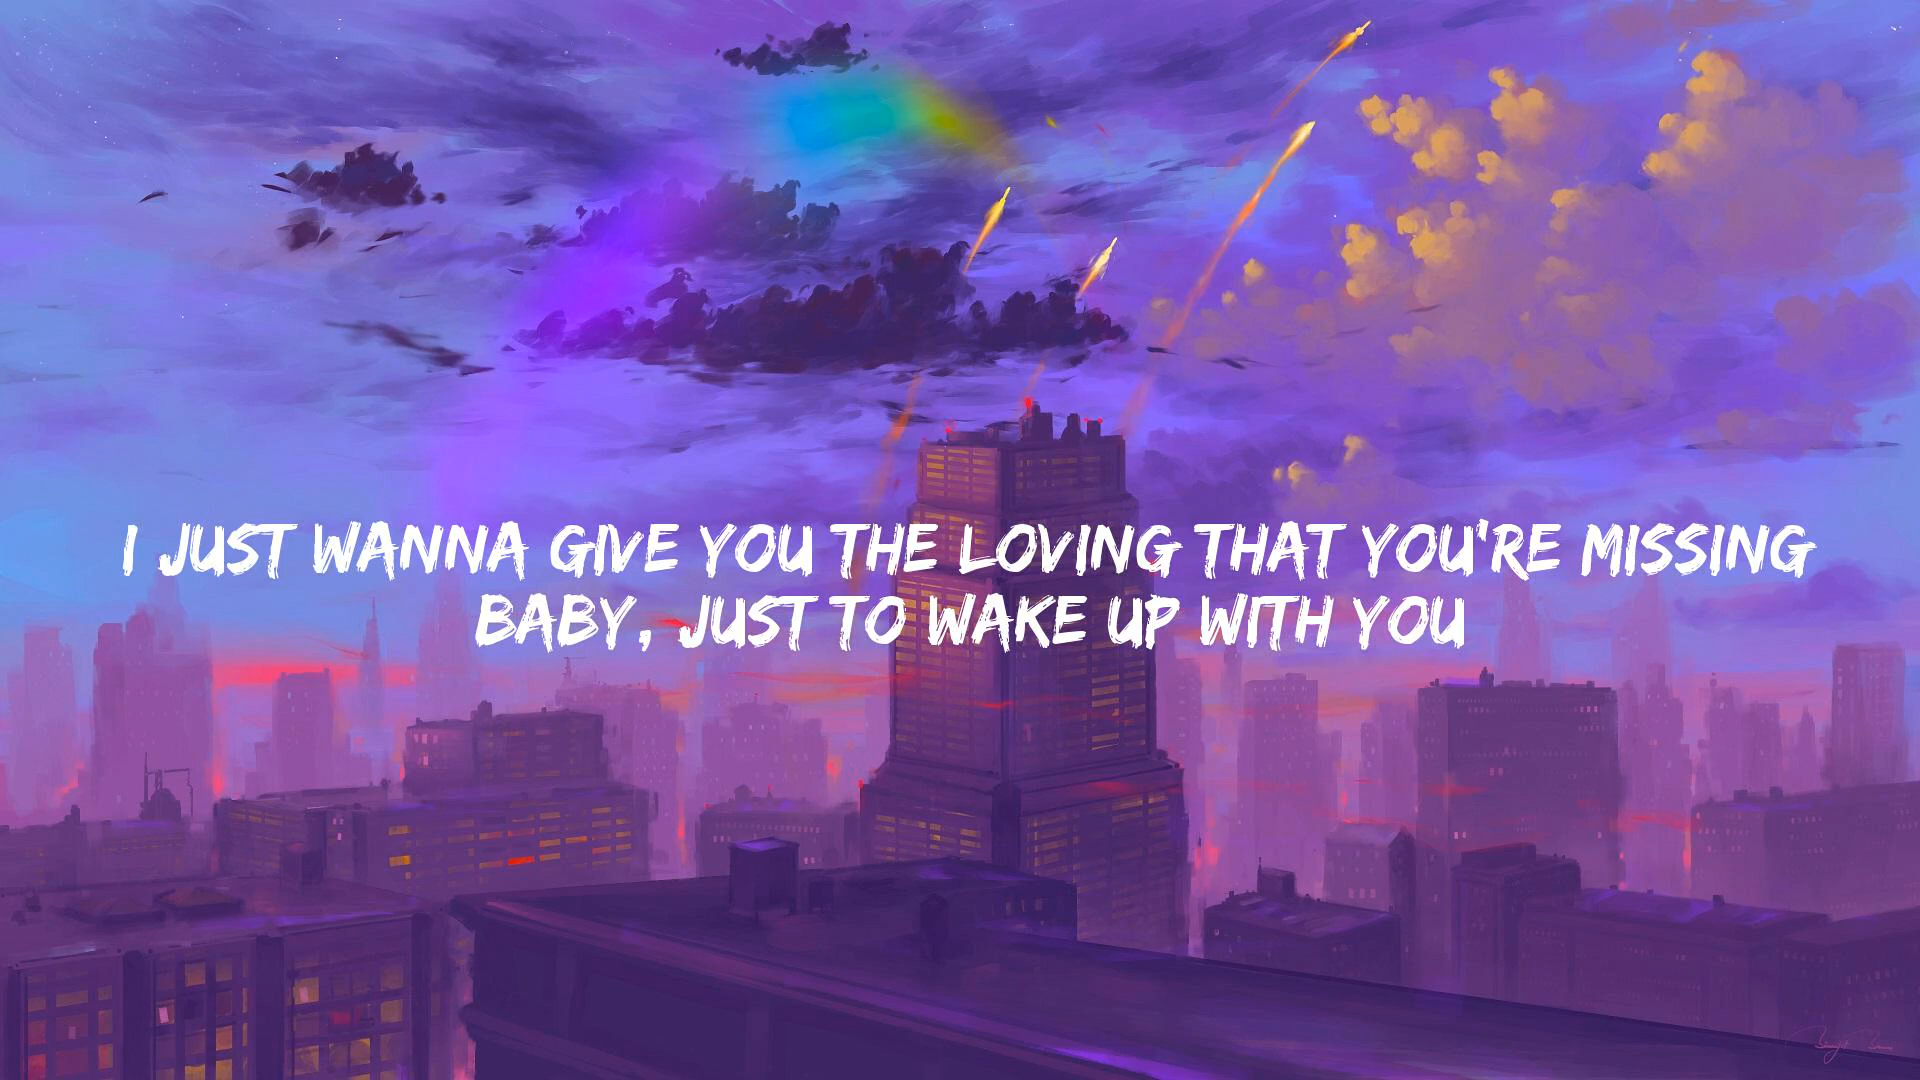 I JUST WANNA GIVE YOU THE LOVING THAT YOU'RE MISSING
BABY, JUST TO WAKE UP WITH YOU